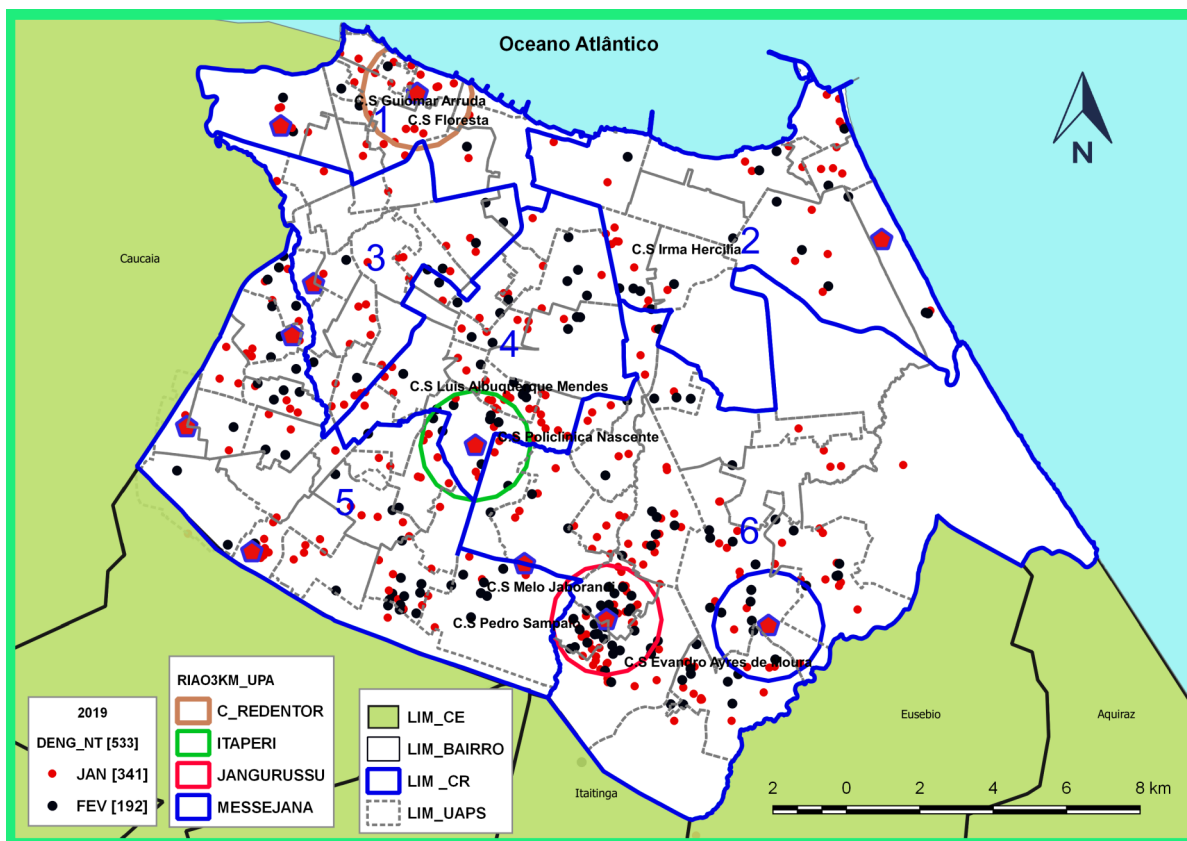 Oceano Atlântico
C.S Guiomar Arruda
1
C.S Floresta
N
2
C.S Irma Hercilia
Caucaia
3
4
C.S Luis Albuquerque Mendes
C.S Policlinica Nascente
5
6
C.S Melo Jaborandi
C.S Pedro Sampaio
C.S Evandro Ayres de Moura
RIAO3KM_UPA
C_REDENTOR
ITAPERI
JANGURUSSU
MESSEJANA
2019
DENG_NT [533]
JAN [341]
FEV [192]
LIM_CE
LIM_BAIRRO
LIM _CR
LIM_UAPS
Eusebio
Aquiraz
Itaitinga
2 0 2 4 6 8 km